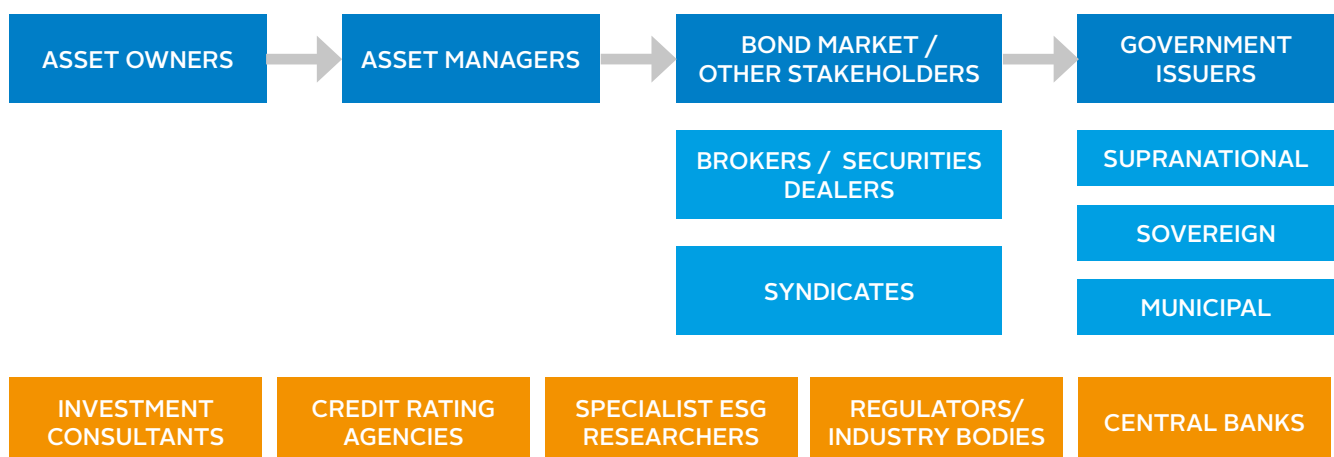 ASSET OWNERS
ASSET MANAGERS
BOND MARKET /
OTHER STAKEHOLDERS
GOVERNMENT
ISSUERS
BROKERS / SECURITIES
DEALERS
SYNDICATES
SUPRANATIONAL
SOVEREIGN
MUNICIPAL
INVESTMENT
CONSULTANTS
CREDIT RATING
AGENCIES
SPECIALIST ESG
RESEARCHERS
REGULATORS/
INDUSTRY BODIES
CENTRAL BANKS